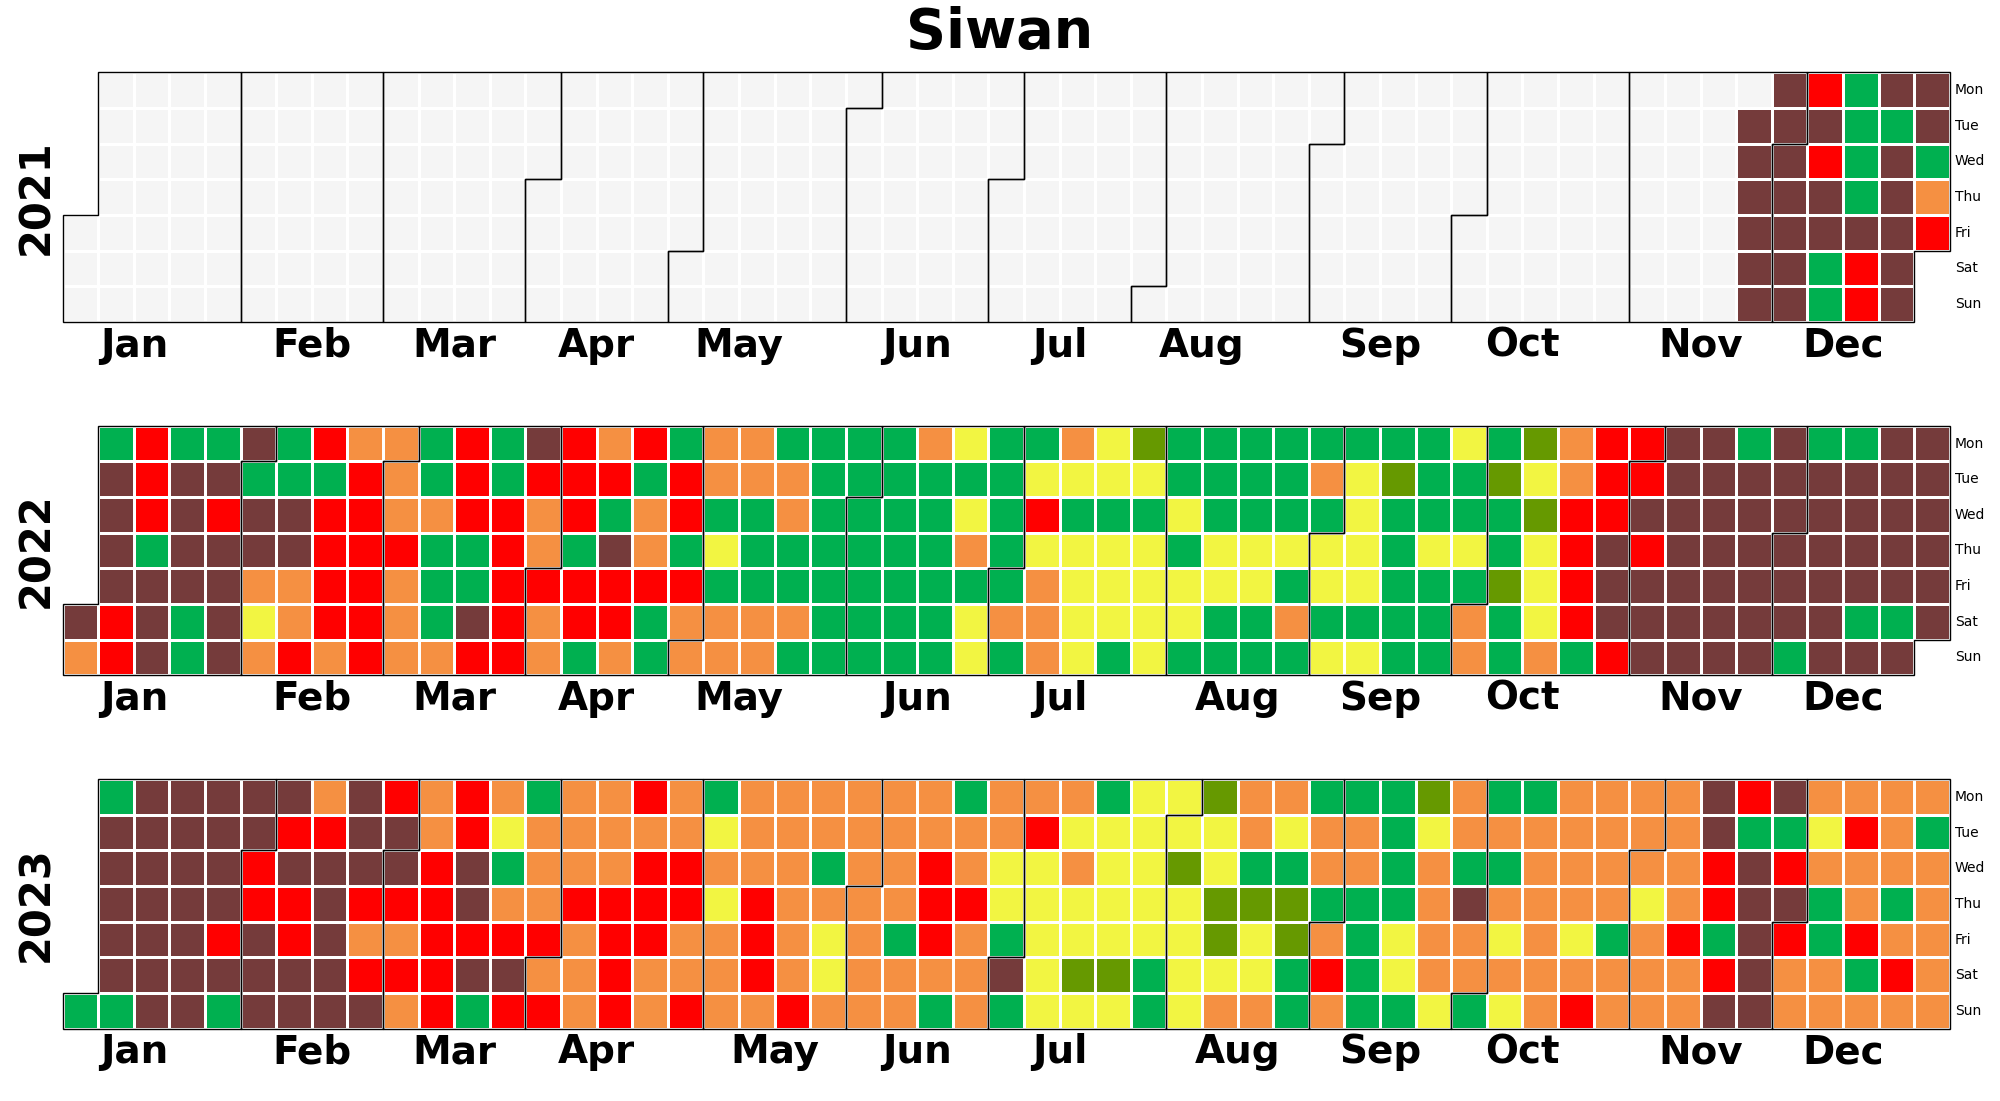 Siwan
2021
Mon
Tue
Wed
Thu
Fri
Sat
Sun
Jan Feb Mar Apr May Jun Jul Aug Sep Oct Nov Dec
2022
Mon
Tue
Wed
Thu
Fri
Sat
Sun
Jan Feb Mar Apr May Jun Jul Aug Sep Oct Nov Dec
2023
Mon
Tue
Wed
Thu
Fri
Sat
Sun
Jan Feb Mar Apr May Jun Jul Aug Sep Oct Nov Dec